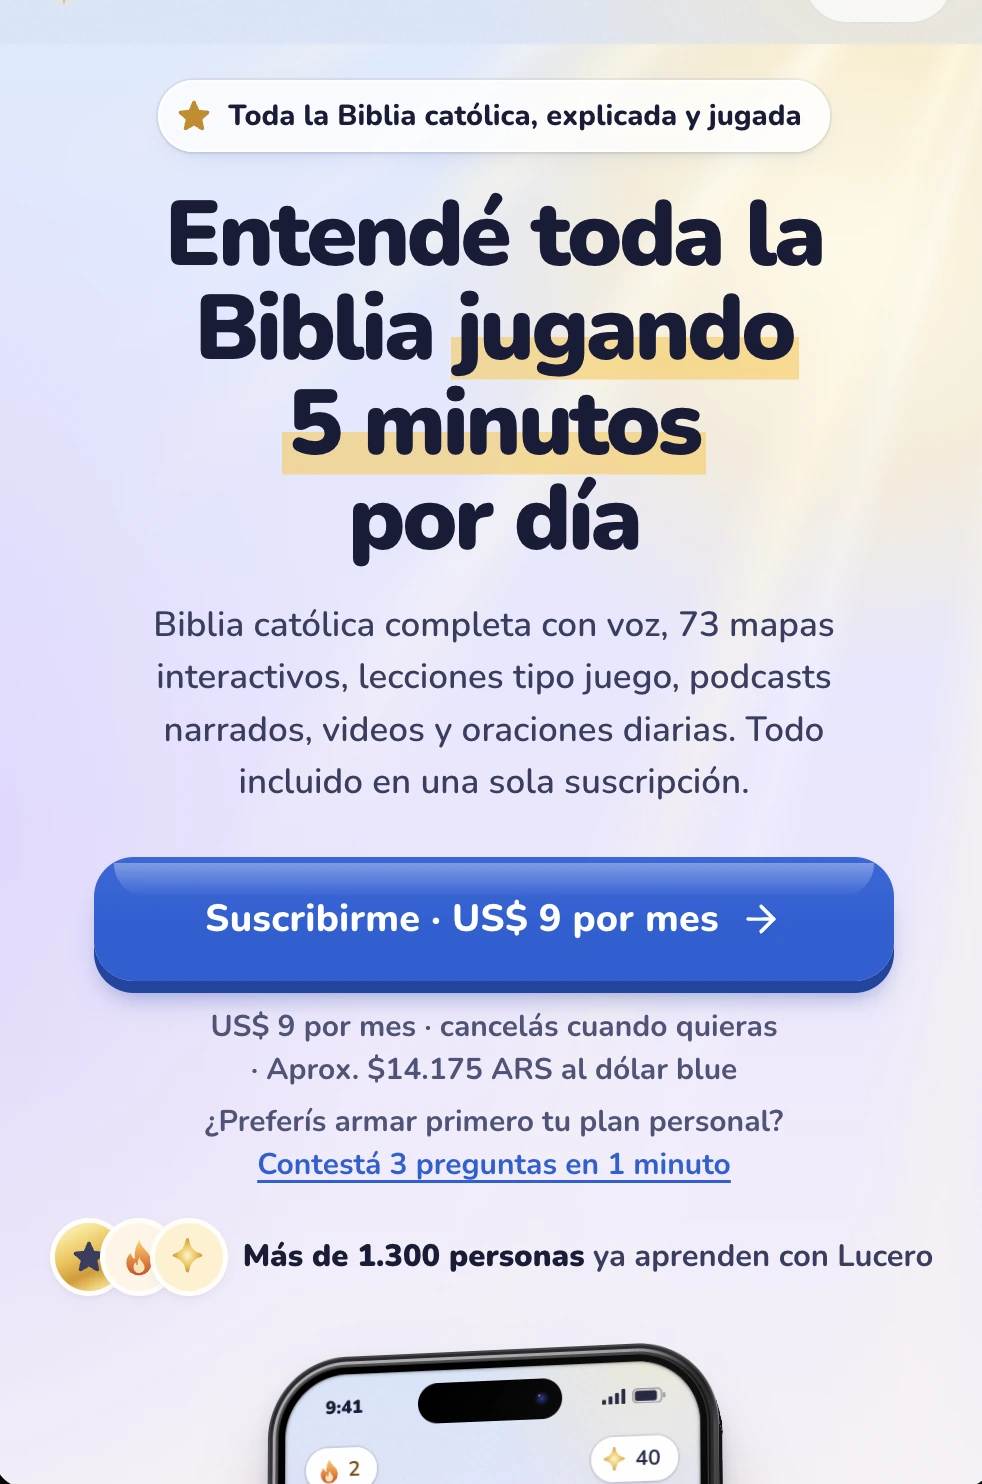 Toda la Biblia católica, explicada y jugada
Entendé toda la
Biblia jugando
5 minutos
por día
Biblia católica completa con voz, 73 mapas
interactivos, lecciones tipo juego, podcasts
narrados, videos y oraciones diarias. Todo
incluido en una sola suscripción.
Suscribirme · US$ 9 por mes →
US$ 9 por mes · cancelás cuando quieras
· Aprox. $14.175 ARS al dólar blue
¿Preferís armar primero tu plan personal?
Contestá 3 preguntas en 1 minuto
Más de 1.300 personas ya aprenden con Lucero
9:41
2
40